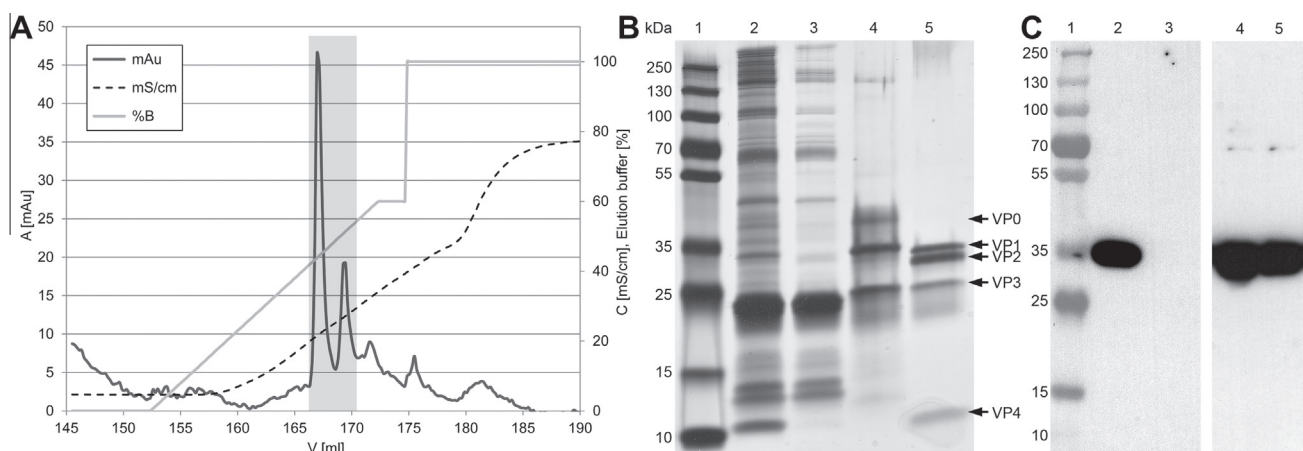 A
50
45
40
35
30
25
20
15
10
5
0
A [mAu]
mAu
mS/cm
%B
100
80
60
40
20
0
C [mS/cm], Elution buffer [%]
145 150 155 160 165 170 175 180 185 190
V [ml]
B
kDa 1 2 3 4 5
250
130
100
70
55
35
25
15
10
VP0
VP1
VP2
VP3
VP4
C
1 2 3 4 5
250
130
100
70
55
35
25
15
10